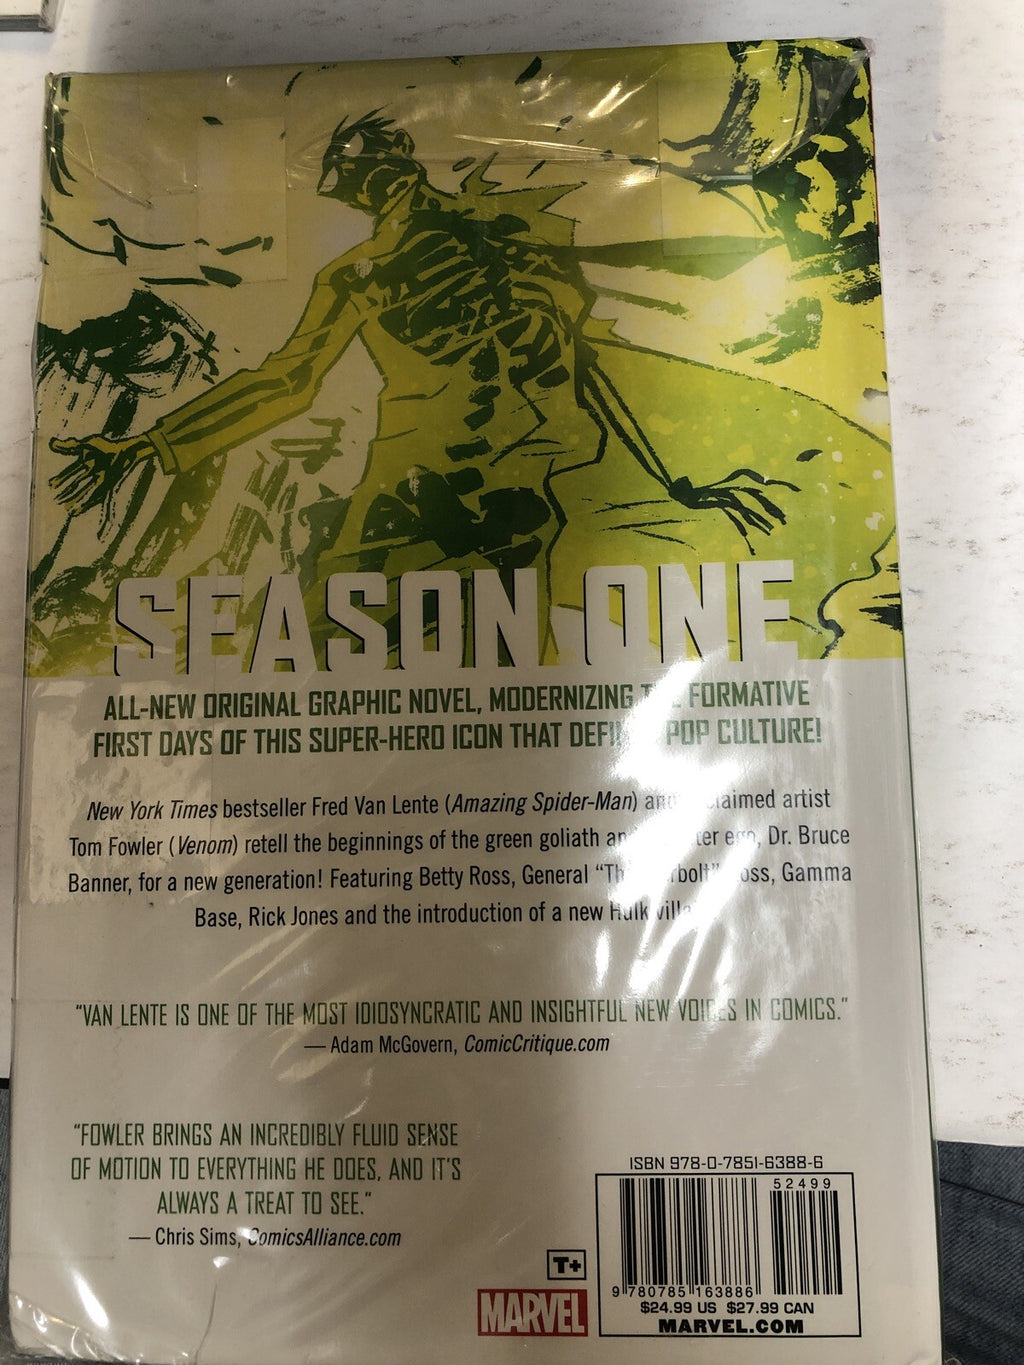 SEASON ONE
ALL-NEW ORIGINAL GRAPHIC NOVEL, MODERNIZING FORMATIVE
FIRST DAYS OF THIS SUPER-HERO ICON THAT POP CULTURE!
New York Times bestseller Fred Van Lente (Amazing Spider-Man) artist
Tom Fowler (Venom) retell the beginnings of the green goliath ego, Dr. Bruce
Banner, for a new generation! Featuring Betty Ross, General Gamma
Base, Rick Jones and the introduction of a new Hulk
"VAN LENTE IS ONE OF THE MOST IDIOSYNCRATIC AND INSIGHTFUL NEW VOICES IN COMICS."
— Adam McGovern, ComicCritique.com
"FOWLER BRINGS AN INCREDIBLY FLUID SENSE
OF MOTION TO EVERYTHING HE DOES, AND IT'S
ALWAYS A TREAT TO SEE."
— Chris Sims, ComicsAlliance.com
ISBN 978-0-7851-6388-6
52499
9 780785 163886
$24.99 US $27.99 CAN
MARVEL.COM
T+
MARVEL